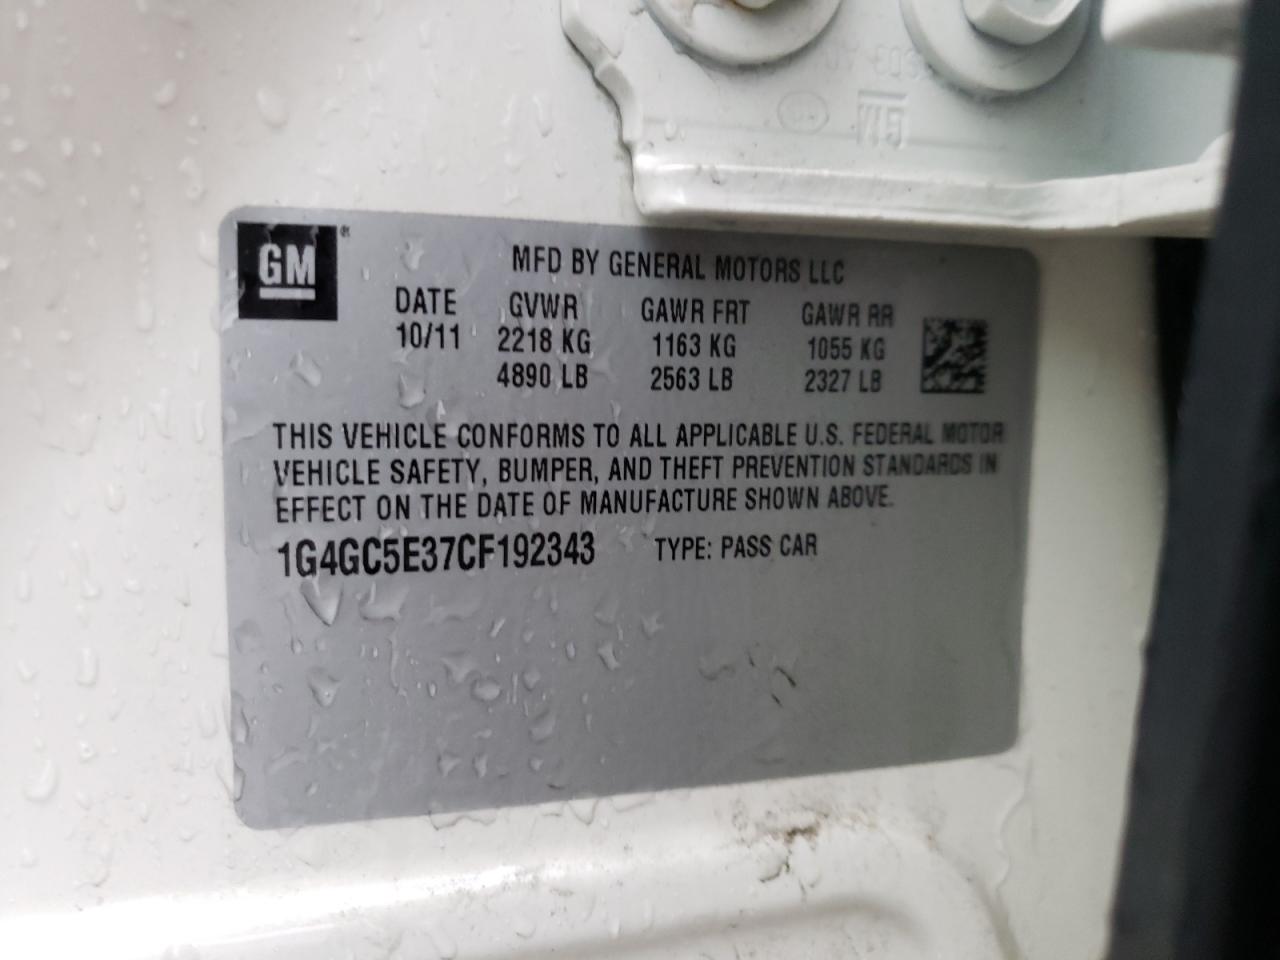 GM
MFD BY GENERAL MOTORS LLC
DATE GVWR GAWR FRT GAWR RR
10/11 2218 KG 1163 KG 1055 KG
4890 LB 2563 LB 2327 LB
THIS VEHICLE CONFORMS TO ALL APPLICABLE U.S. FEDERAL MOTOR
VEHICLE SAFETY, BUMPER, AND THEFT PREVENTION STANDARDS IN
EFFECT ON THE DATE OF MANUFACTURE SHOWN ABOVE.
1G4GC5E37CF192343 TYPE: PASS CAR